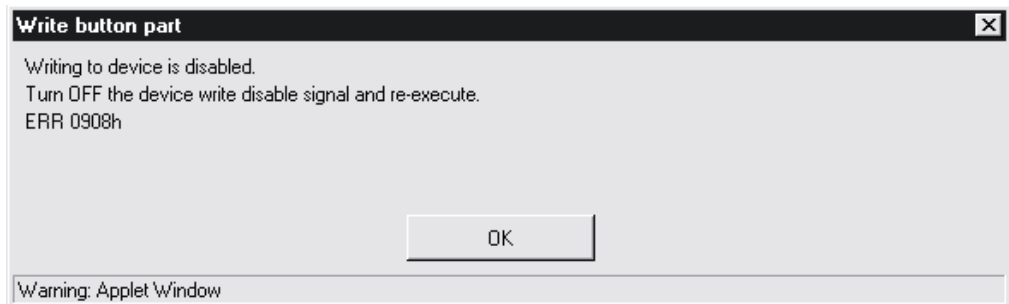 Write button part
Writing to device is disabled.
Turn OFF the device write disable signal and re-execute.
ERR 0908h
OK
Warning: Applet Window